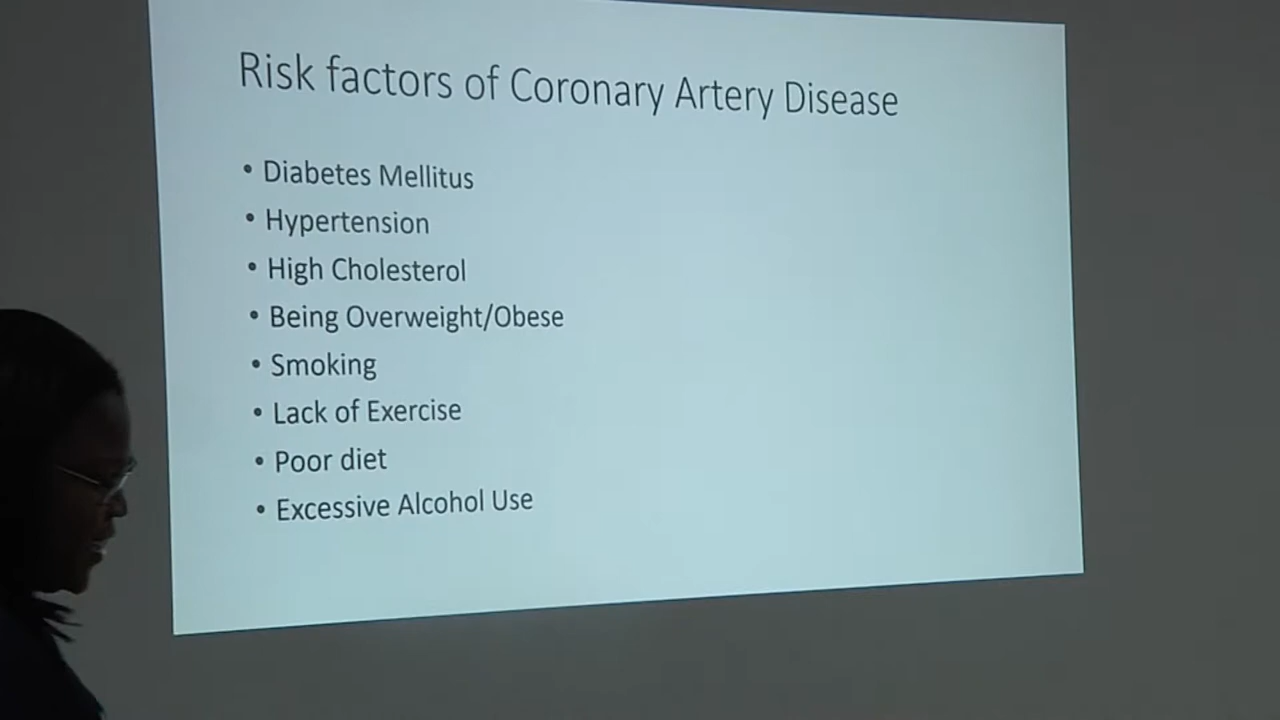 Risk factors of Coronary Artery Disease
• Diabetes Mellitus
• Hypertension
• High Cholesterol
• Being Overweight/Obese
• Smoking
• Lack of Exercise
• Poor diet
• Excessive Alcohol Use